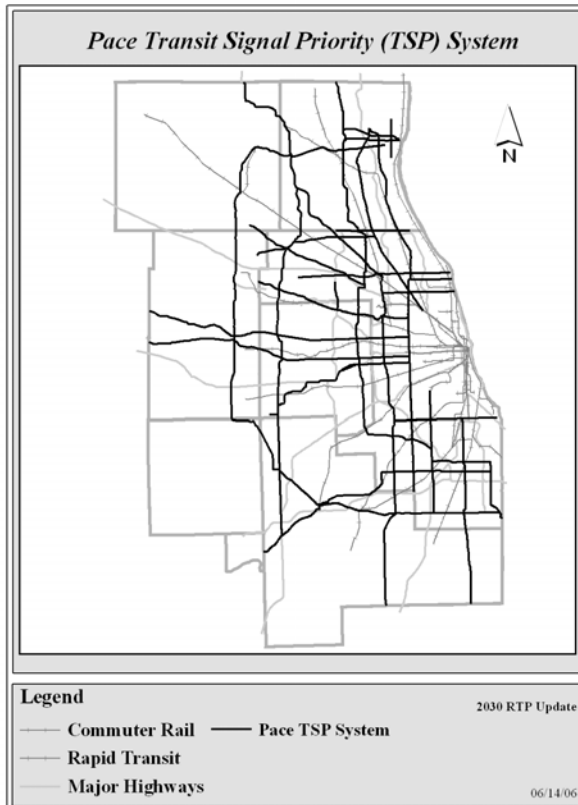 Pace Transit Signal Priority (TSP) System
N
Legend
2030 RTP Update
Commuter Rail
Pace TSP System
Rapid Transit
Major Highways
06/14/06